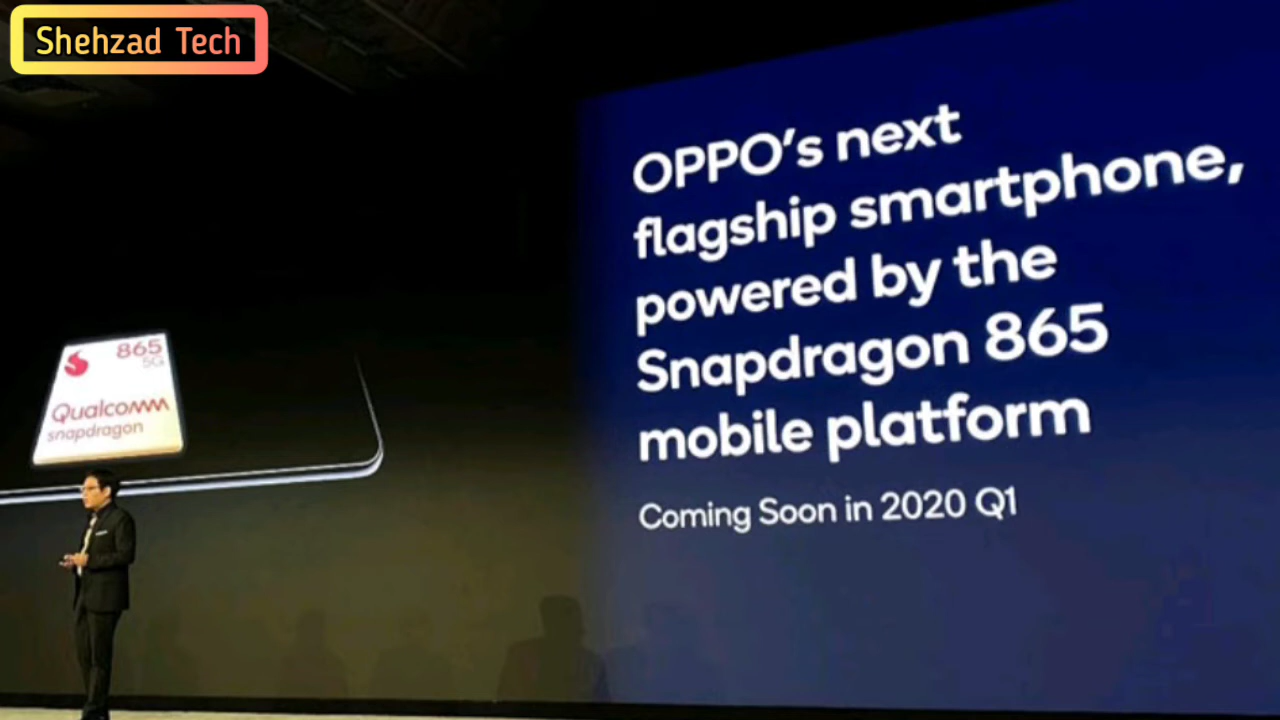 Shehzad Tech
OPPO's next
flagship smartphone,
powered by the
Snapdragon 865
mobile platform
Coming Soon in 2020 Q1
865
5G
Qualcomm
snapdragon